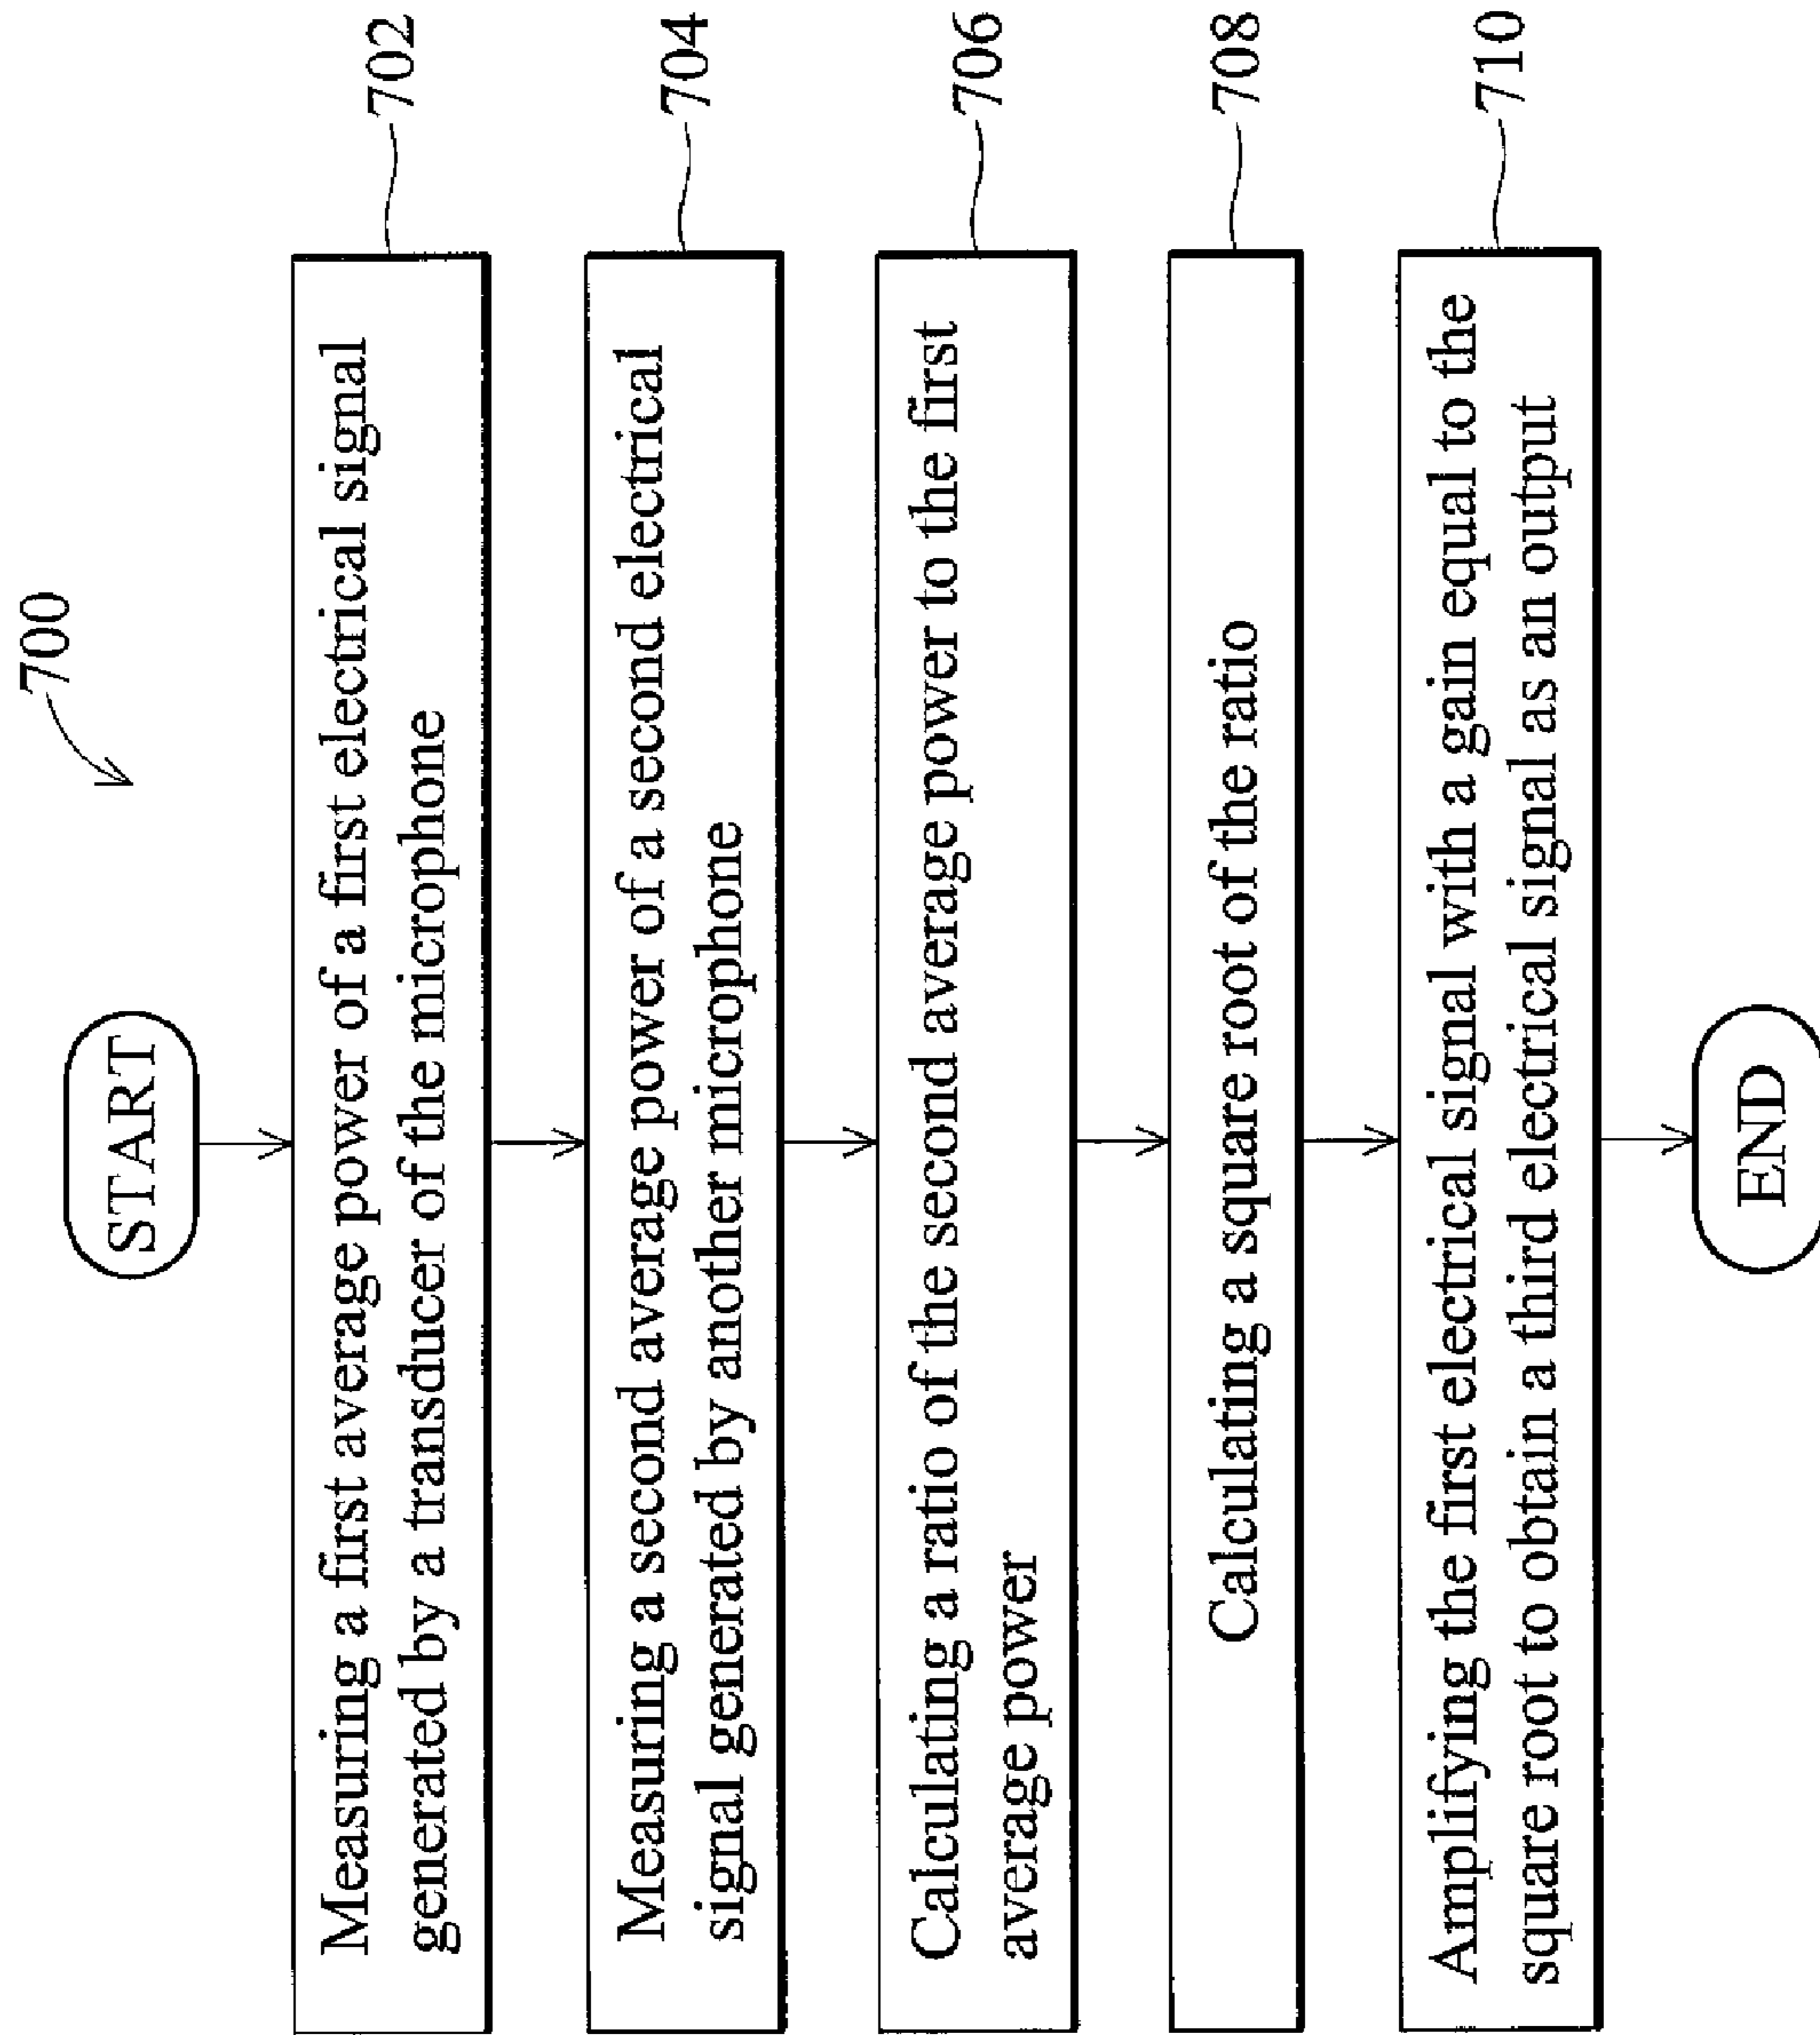 700
START
Measuring a first average power of a first electrical signal
generated by a transducer of the microphone
702
Measuring a second average power of a second electrical
signal generated by another microphone
704
Calculating a ratio of the second average power to the first
average power
706
Calculating a square root of the ratio
708
Amplifying the first electrical signal with a gain equal to the
square root to obtain a third electrical signal as an output
710
END